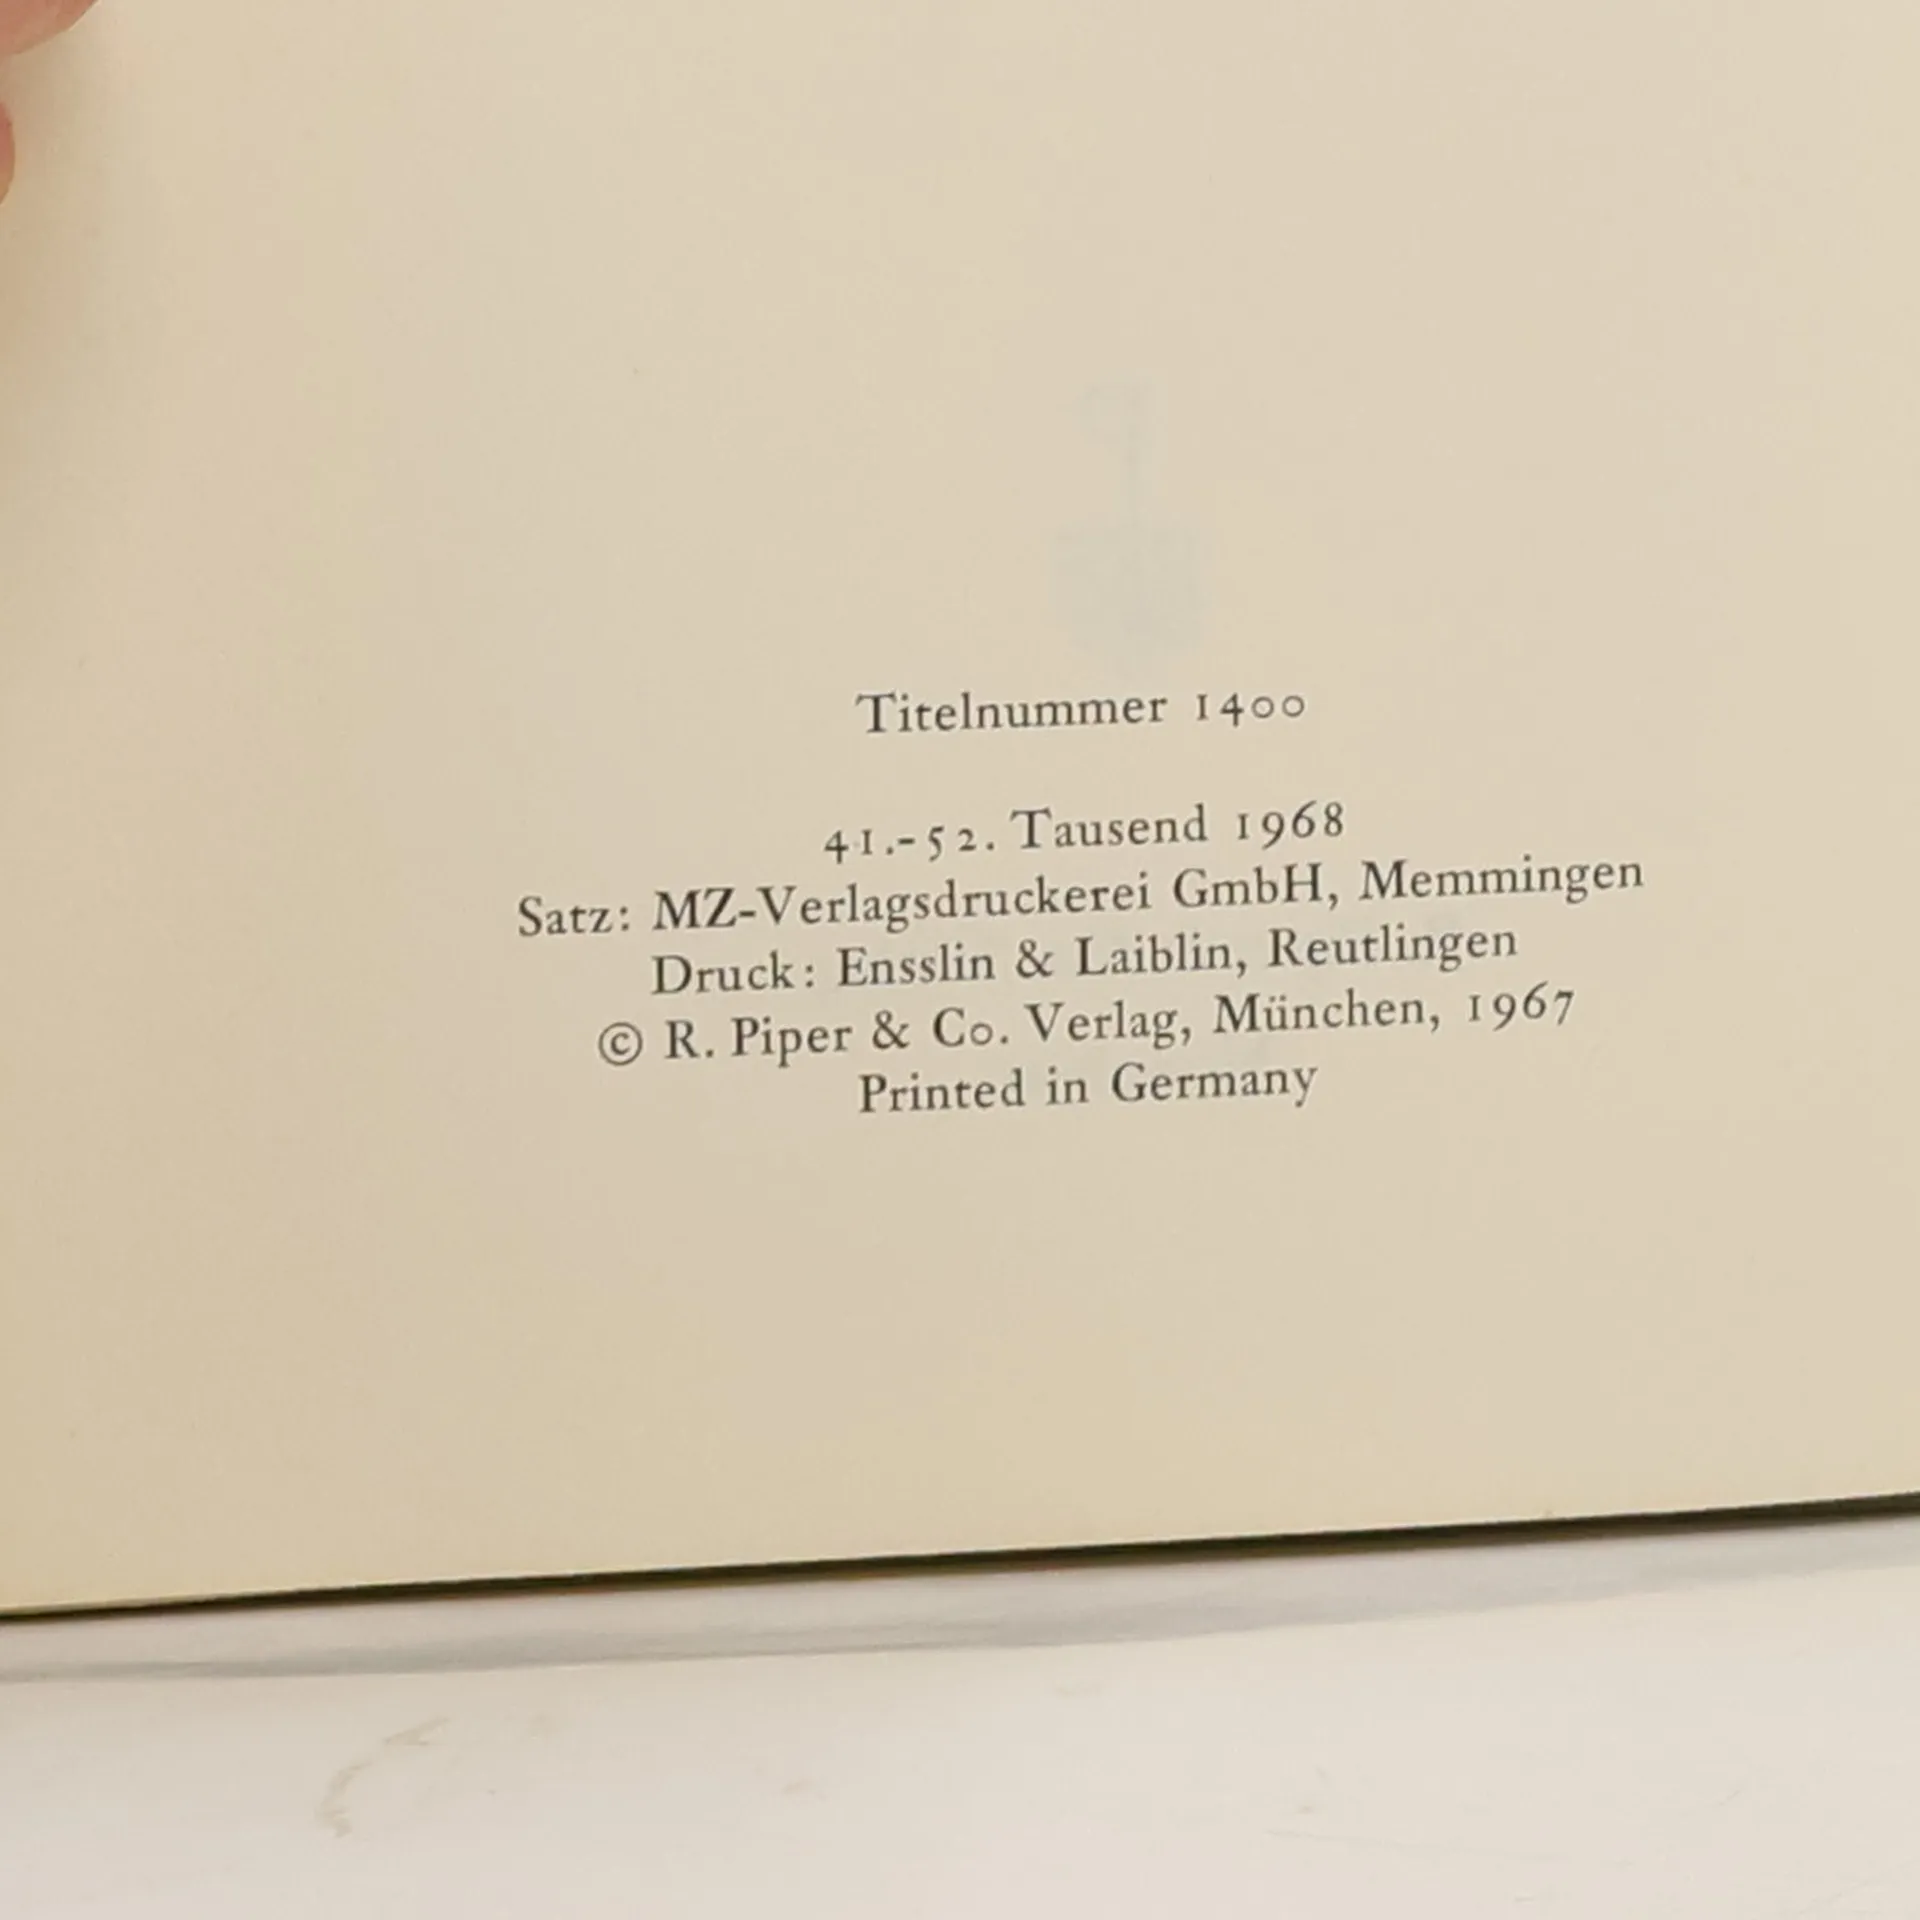 Titelnummer 1400
41.-52. Tausend 1968
Satz: MZ-Verlagsdruckerei GmbH, Memmingen
Druck: Ensslin & Laiblin, Reutlingen
© R. Piper & Co. Verlag, München, 1967
Printed in Germany